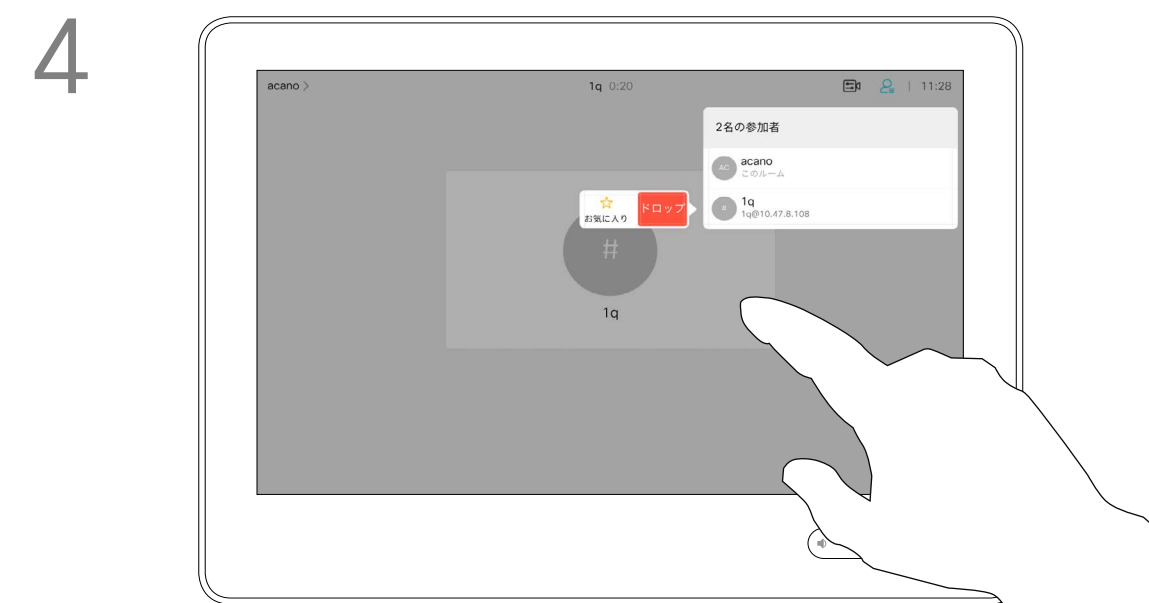 4
acano >
1q 0:20
11:28
2名の参加者
AC
acano
このルーム
お気に入り
ドロップ
#
1q
1q@10.47.8.108
#
1q